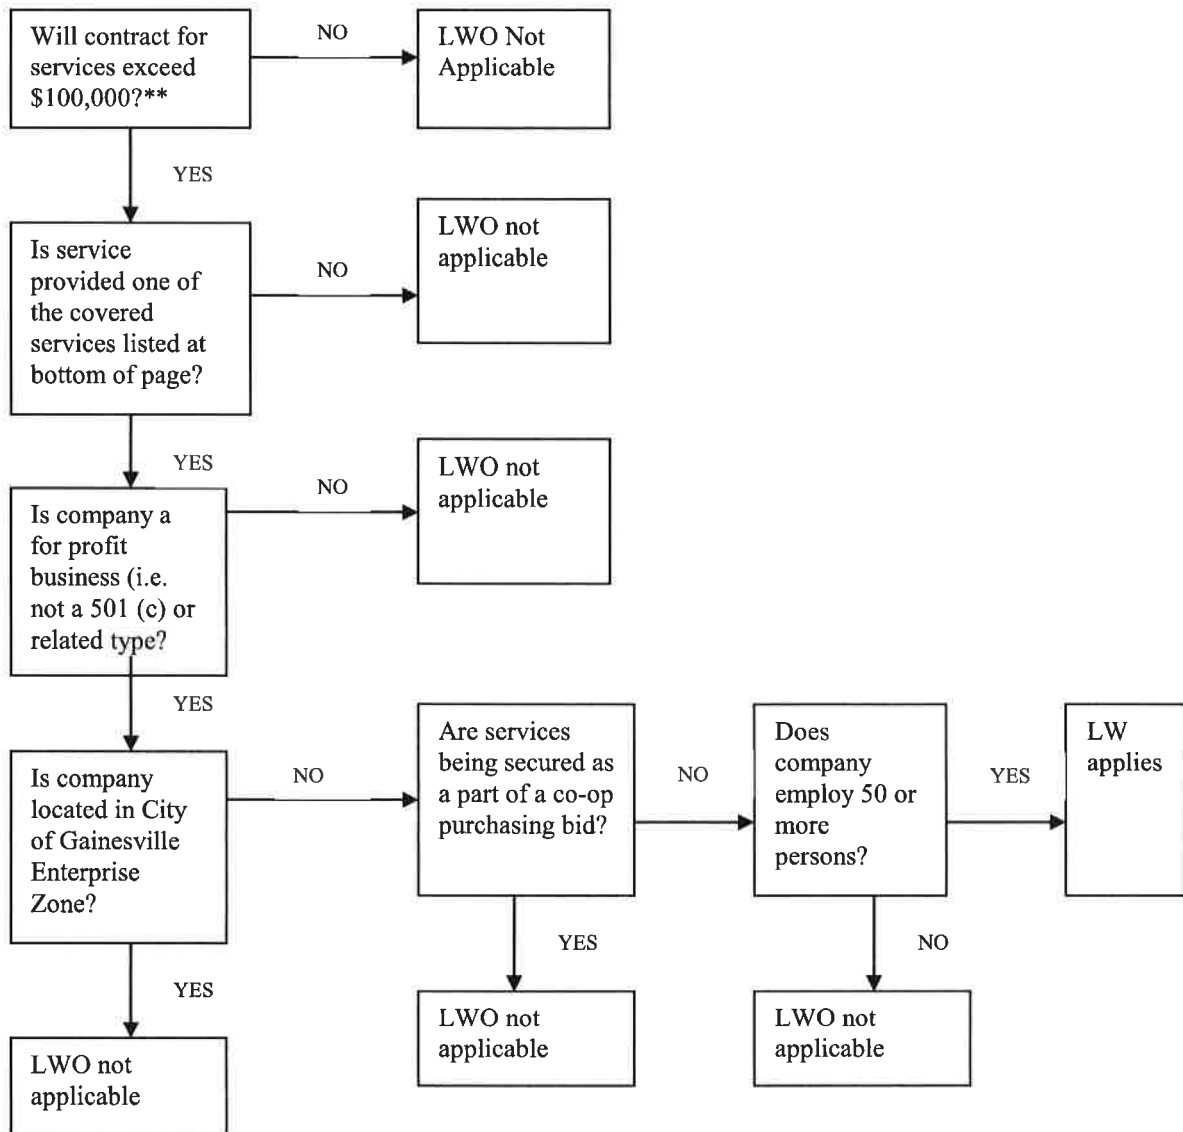 Will contract for
services exceed
$100,000?**
NO
LWO Not
Applicable
YES
Is service
provided one of
the covered
services listed at
bottom of page?
NO
LWO not
applicable
YES
Is company a
for profit
business (i.e.
not a 501 (c) or
related type?
NO
LWO not
applicable
YES
Is company
located in City
of Gainesville
Enterprise
Zone?
NO
Are services
being secured as
a part of a co-op
purchasing bid?
NO
Does
company
employ 50 or
more
persons?
YES
LW
applies
YES
LWO not
applicable
YES
LWO not
applicable
NO
LWO not
applicable